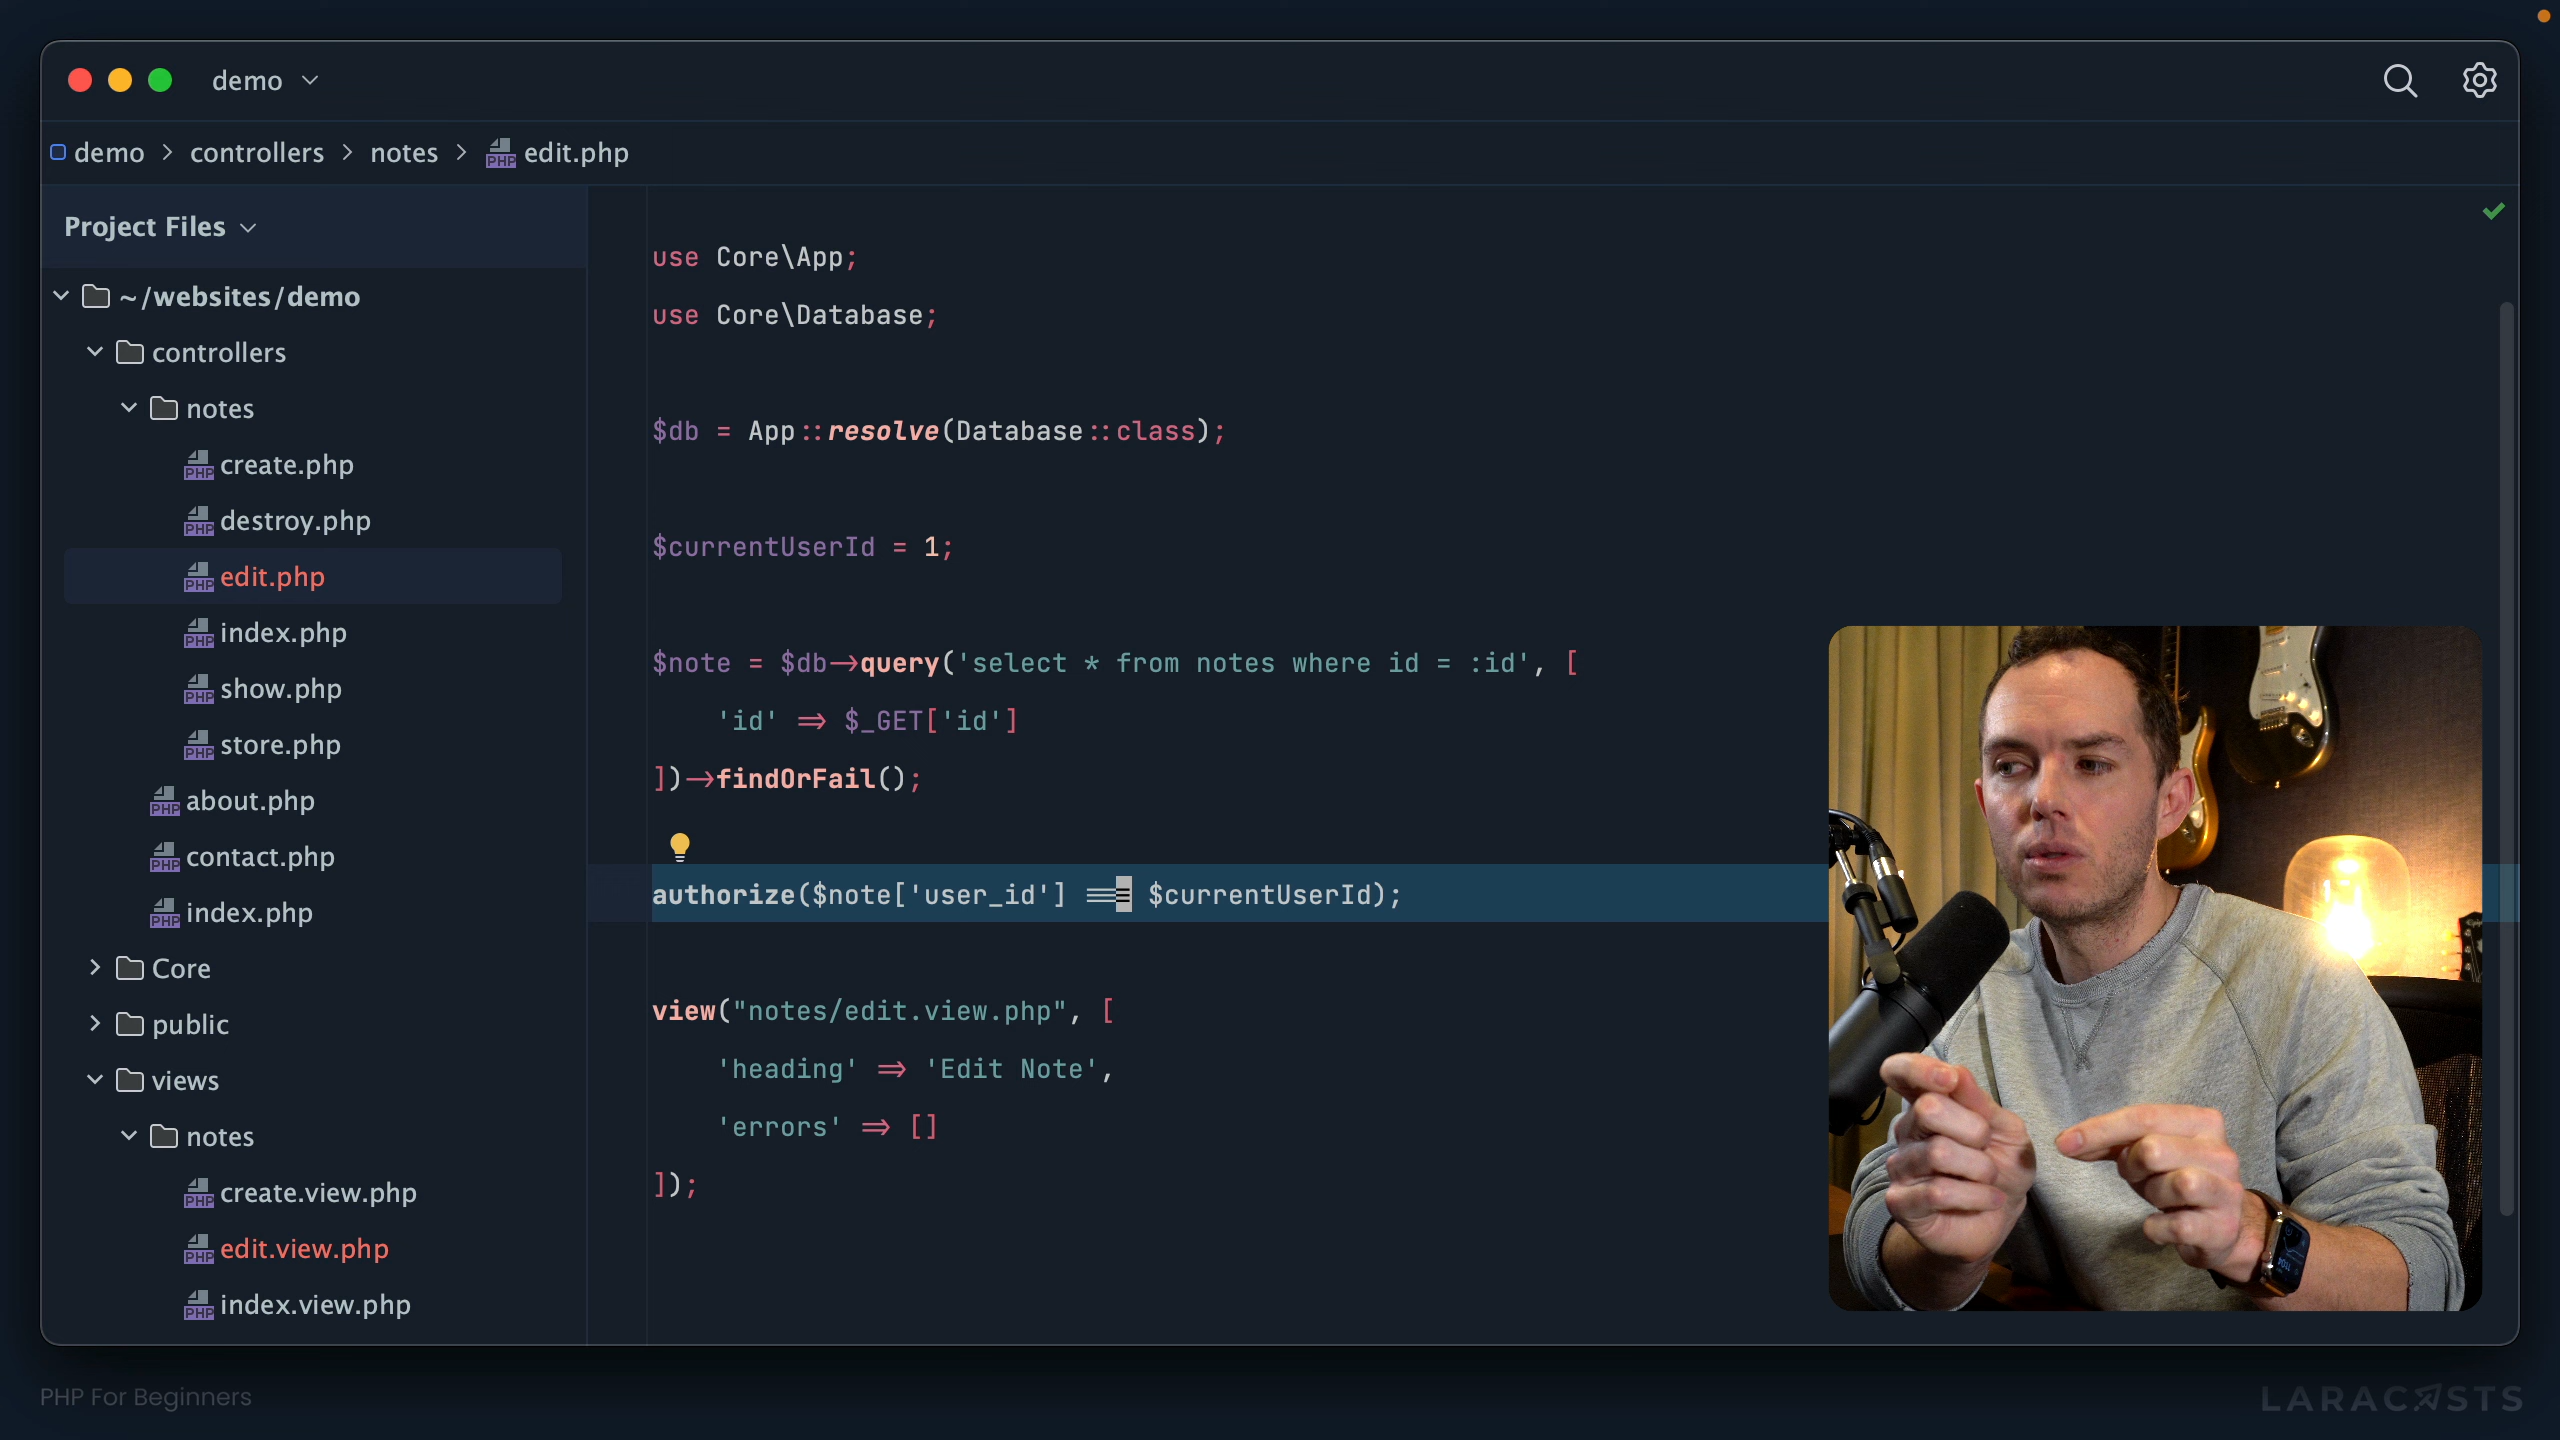 demo
demo > controllers > notes > edit.php
Project Files
~/websites/demo
controllers
notes
create.php
destroy.php
edit.php
index.php
show.php
store.php
about.php
contact.php
index.php
Core
public
views
notes
create.view.php
edit.view.php
index.view.php
use Core\App;
use Core\Database;
$db = App::resolve(Database::class);
$currentUserId = 1;
$note = $db->query('select * from notes where id = :id', [
'id' => $_GET['id']
])->findOrFail();
authorize($note['user_id'] === $currentUserId);
view("notes/edit.view.php", [
'heading' => 'Edit Note',
'errors' => []
]);
PHP For Beginners
LARACASTS